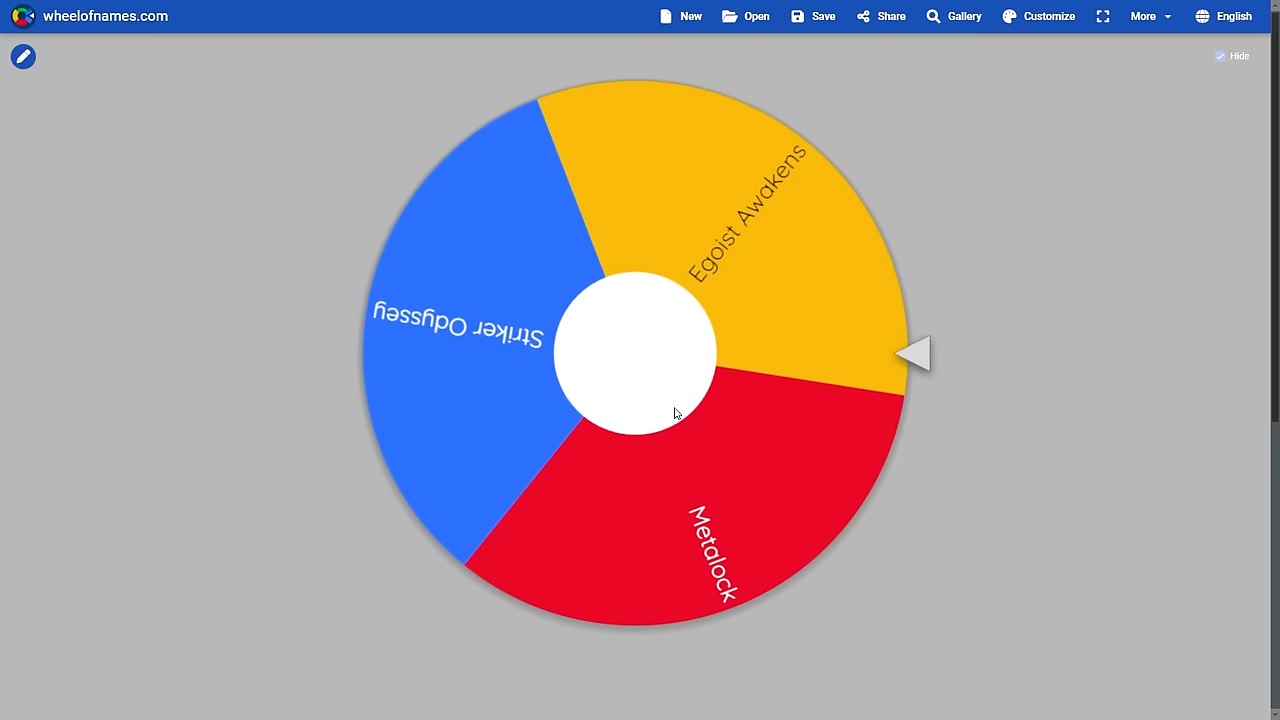 wheelofnames.com
New
Open
Save
Share
Gallery
Customize
More
English
Hide
Egoist Awakens
Striker Odyssey
Metalock